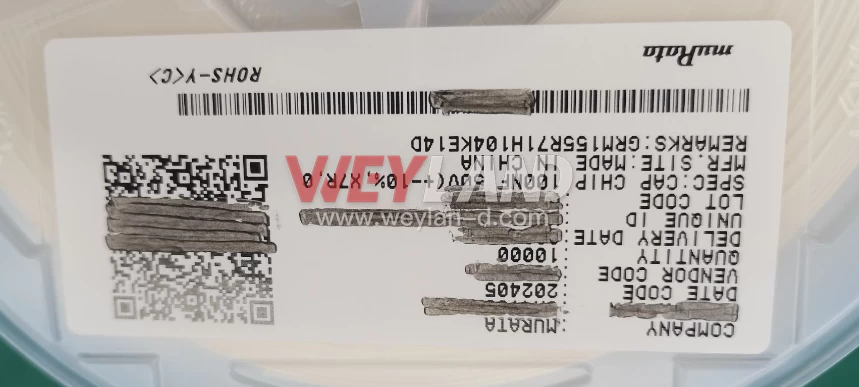 COMPANY :MURATA
DATE CODE :202405
VENDOR CODE :
QUANTITY :10000
DELIVERY DATE :
UNIQUE ID :
LOT CODE :
SPEC:CAP CHIP 100NF 50V(+-10%,X7R,0
MFR.SITE:MADE IN CHINA
REMARKS:GRM155R71H104KE14D
ROHS-Y<C>
muRata
WEYLAND
www.weylan-d.com